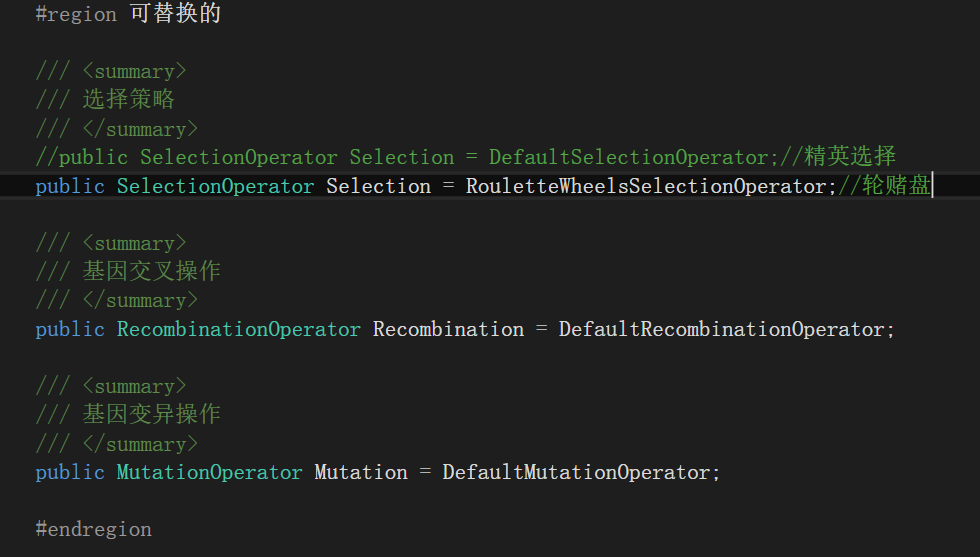 #region 可替换的
/// <summary>
/// 选择策略
/// </summary>
//public SelectionOperator Selection = DefaultSelectionOperator;//精英选择
public SelectionOperator Selection = RouletteWheelsSelectionOperator;//轮赌盘
/// <summary>
/// 基因交叉操作
/// </summary>
public RecombinationOperator Recombination = DefaultRecombinationOperator;
/// <summary>
/// 基因变异操作
/// </summary>
public MutationOperator Mutation = DefaultMutationOperator;
#endregion